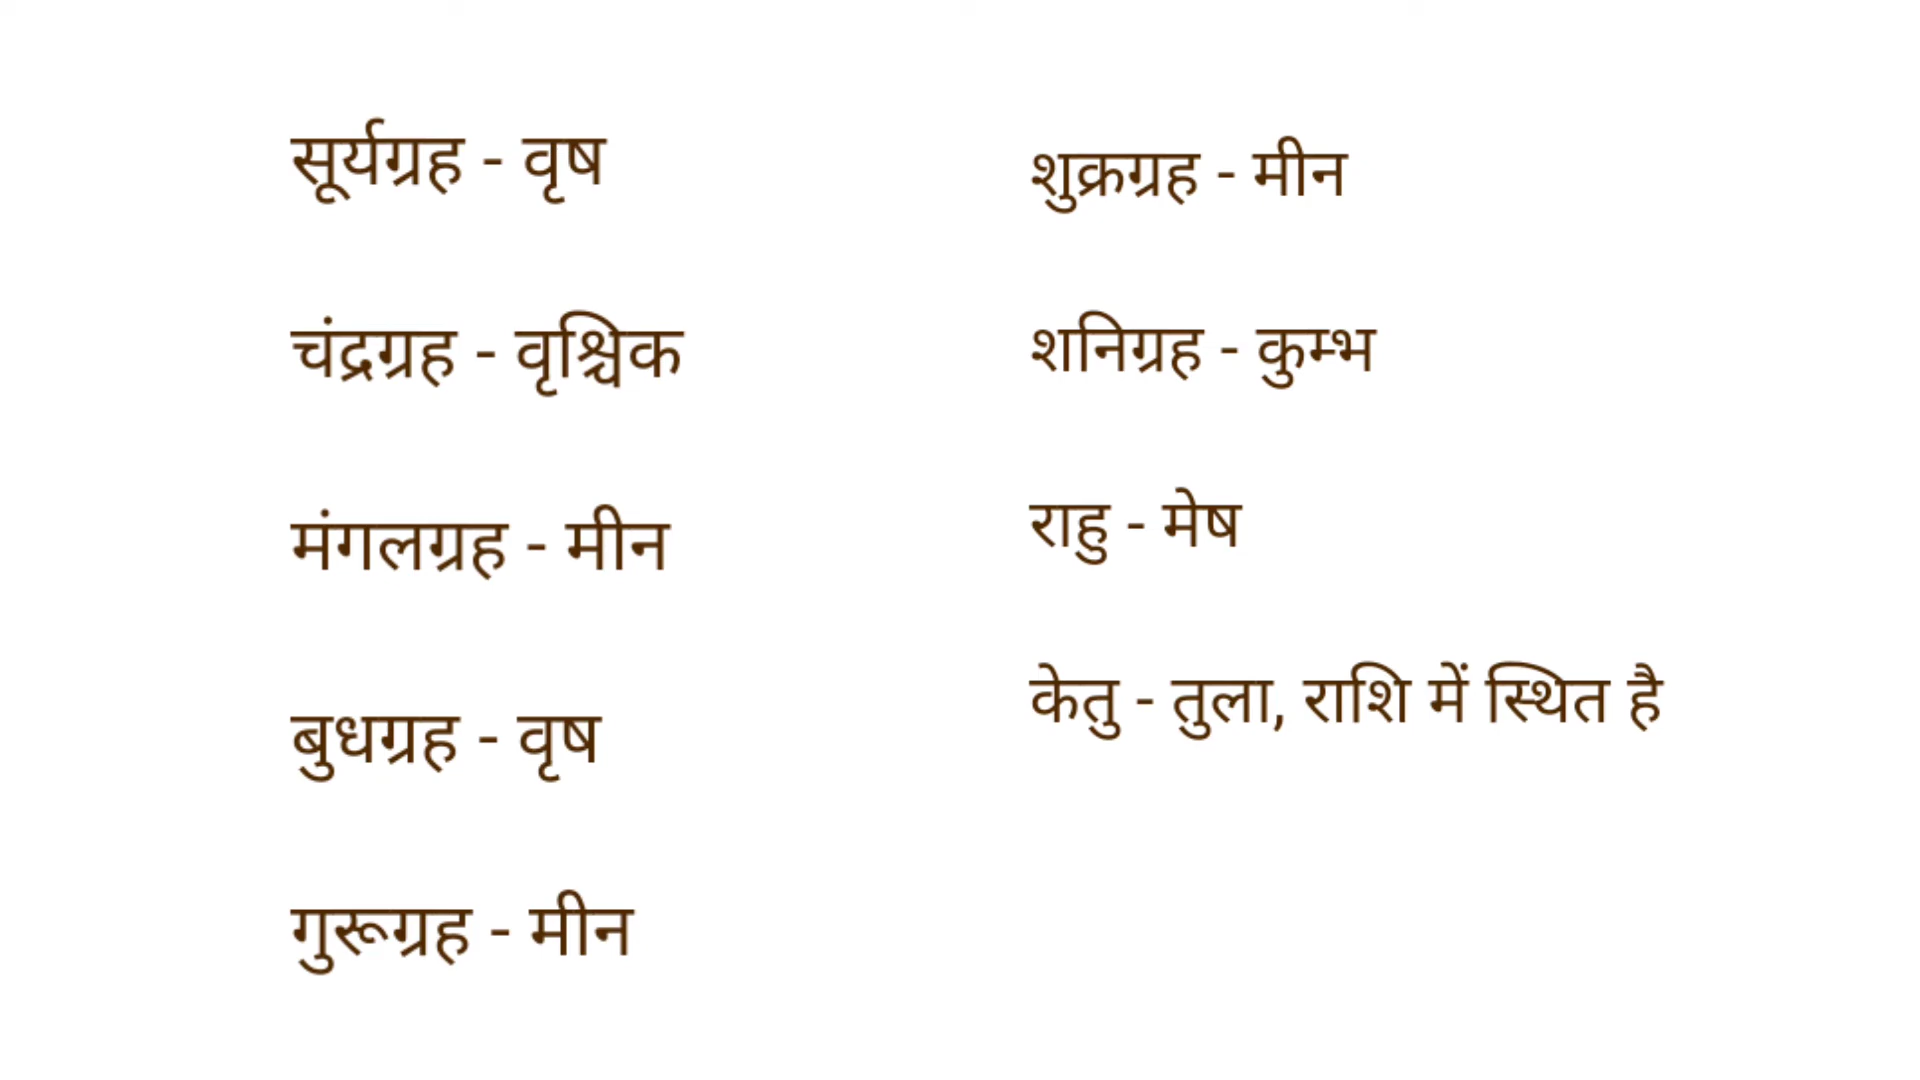 सूर्यग्रह - वृष
चंद्रग्रह - वृश्चिक
मंगलग्रह - मीन
बुधग्रह - वृष
गुरूग्रह - मीन
शुक्रग्रह - मीन
शनिग्रह - कुम्भ
राहु - मेष
केतु - तुला, राशि में स्थित है